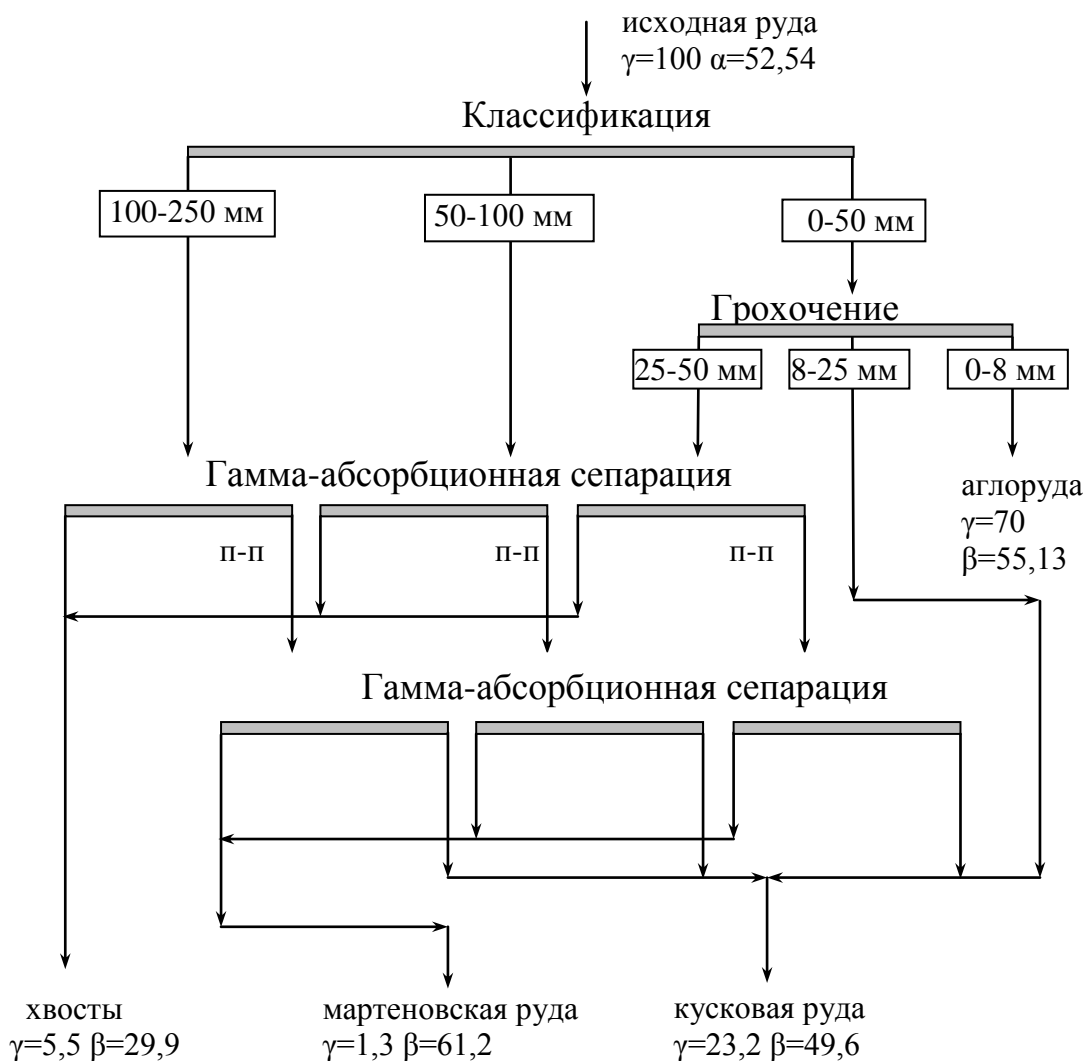 исходная руда
γ=100 α=52,54
Классификация
100-250 мм
50-100 мм
0-50 мм
Грохочение
25-50 мм
8-25 мм
0-8 мм
Гамма-абсорбционная сепарация
аглоруда
γ=70
β=55,13
п-п
п-п
п-п
Гамма-абсорбционная сепарация
хвосты
γ=5,5 β=29,9
мартеновская руда
γ=1,3 β=61,2
кусковая руда
γ=23,2 β=49,6